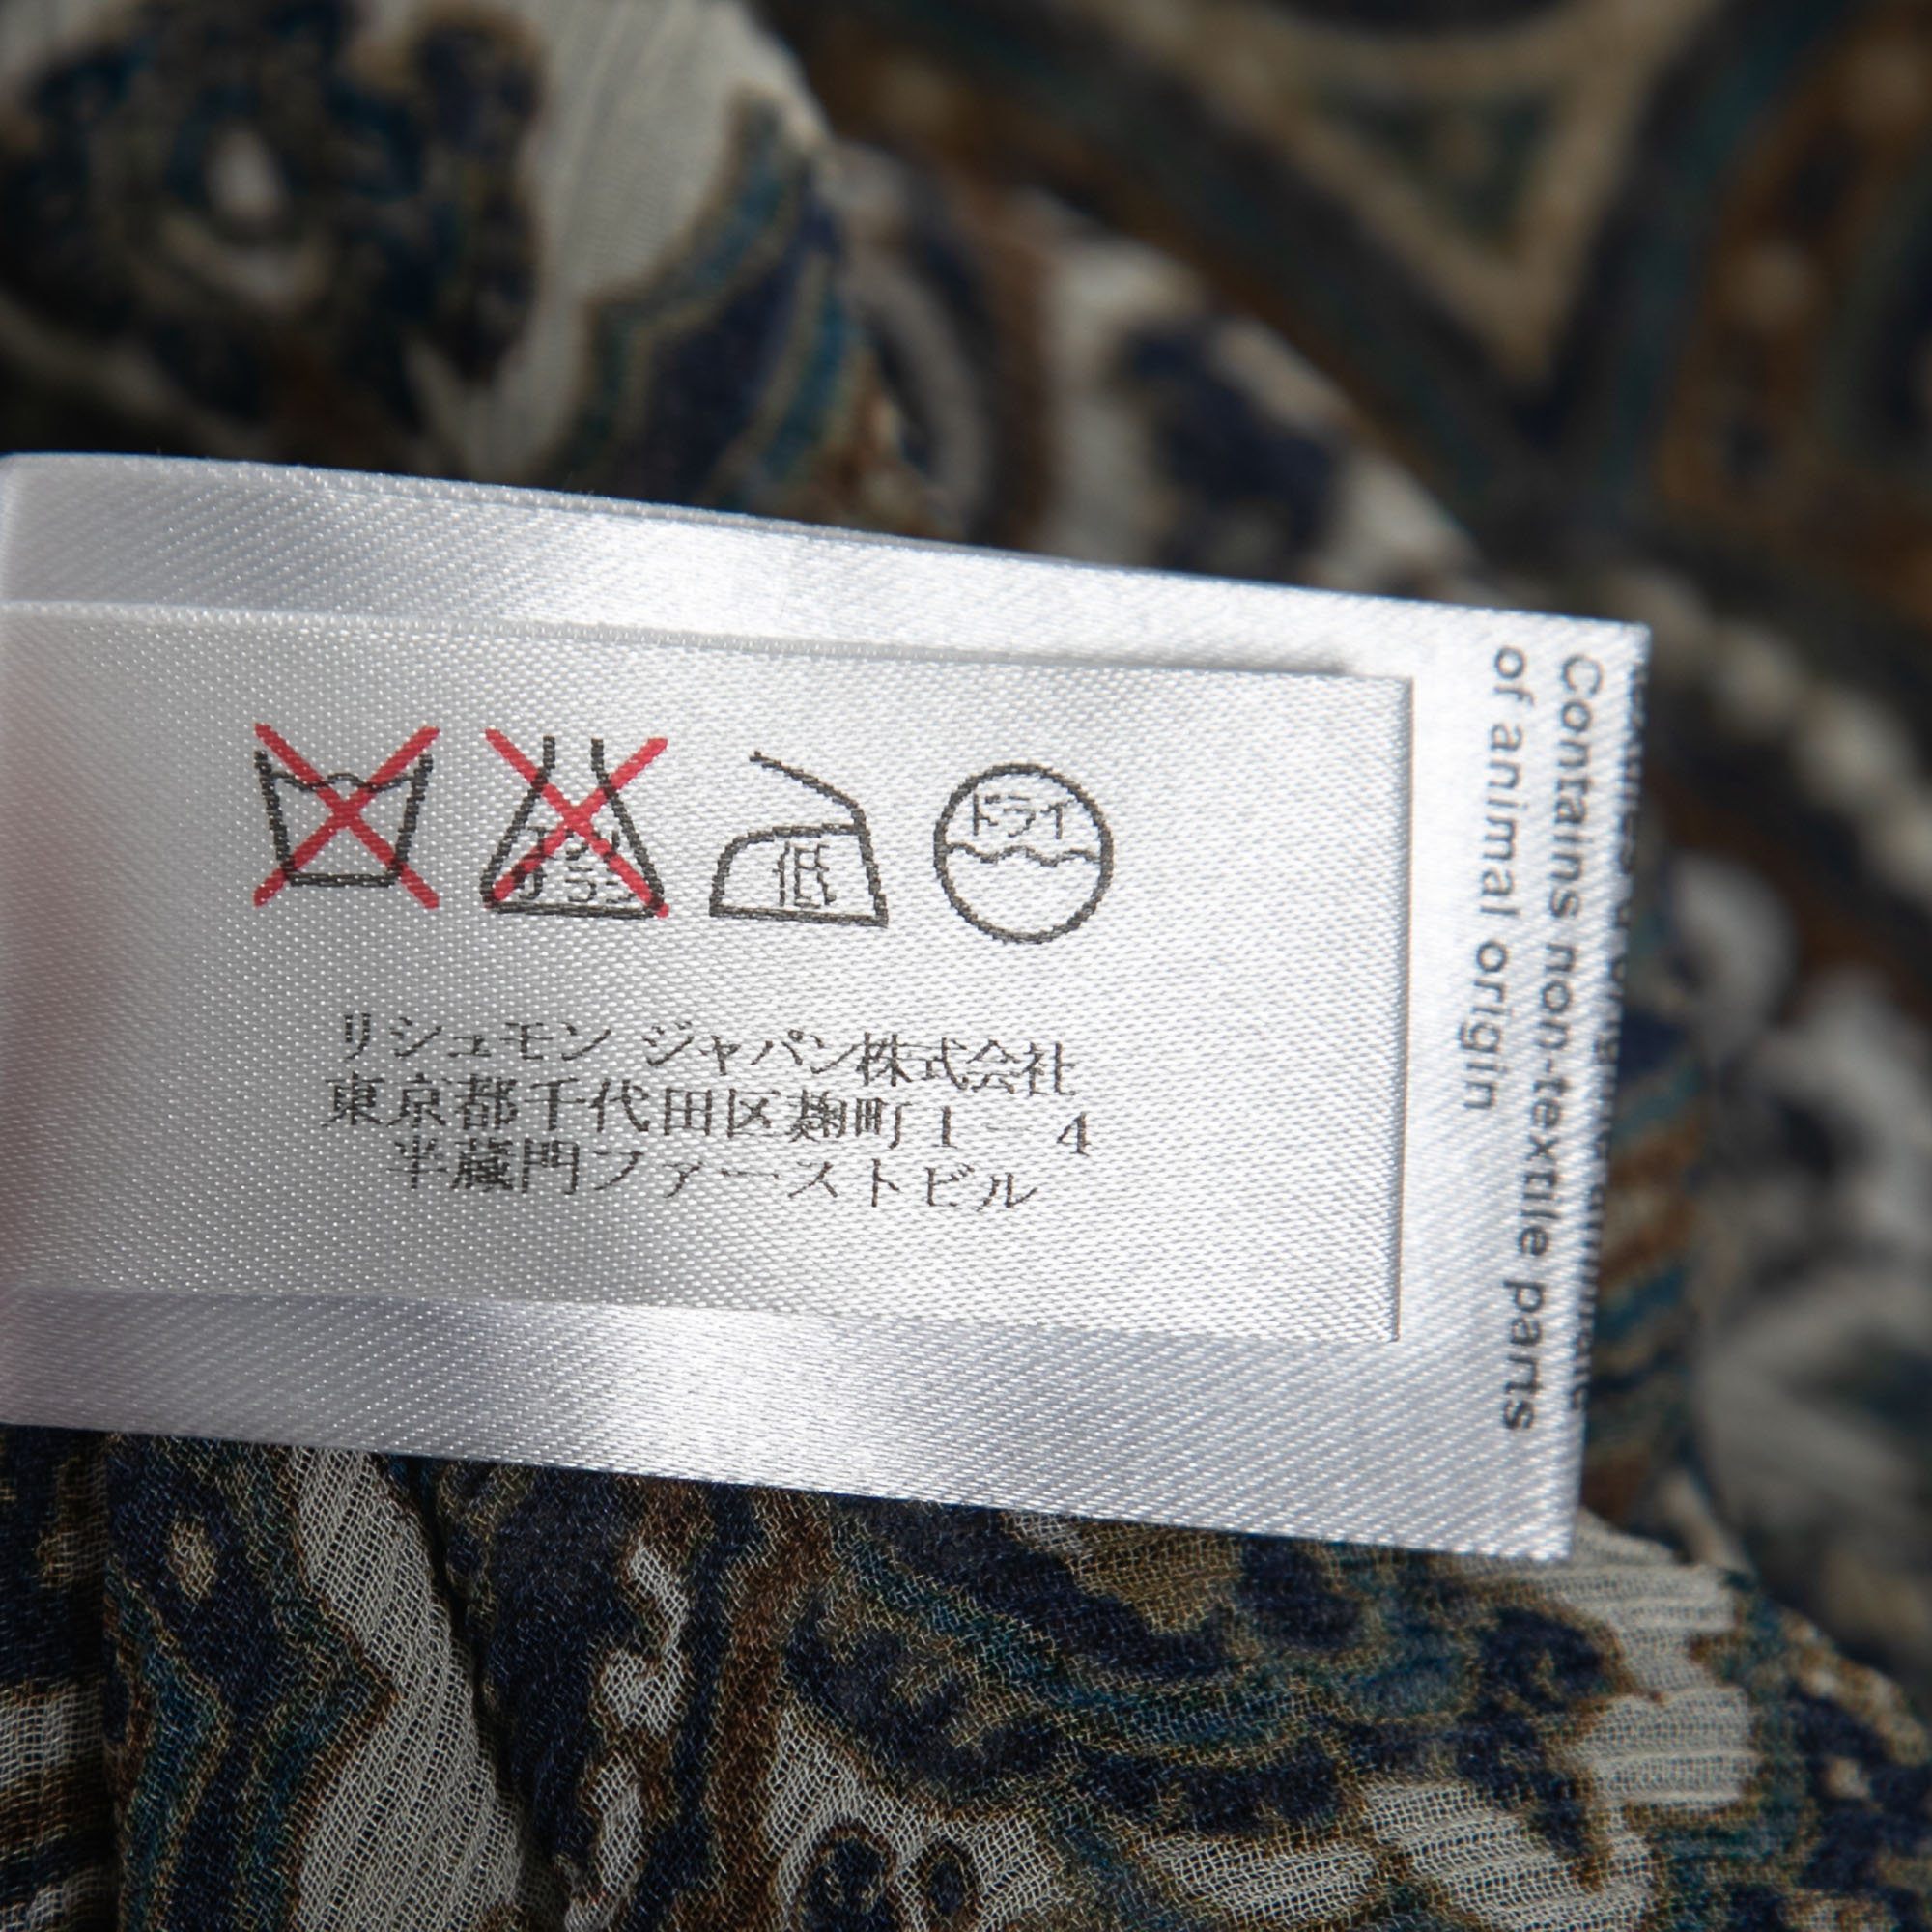 低
ドライ
リシュモン ジャパン株式会社
東京都千代田区麹町1－4
半蔵門ファーストビル
Contains non-textile parts
of animal origin